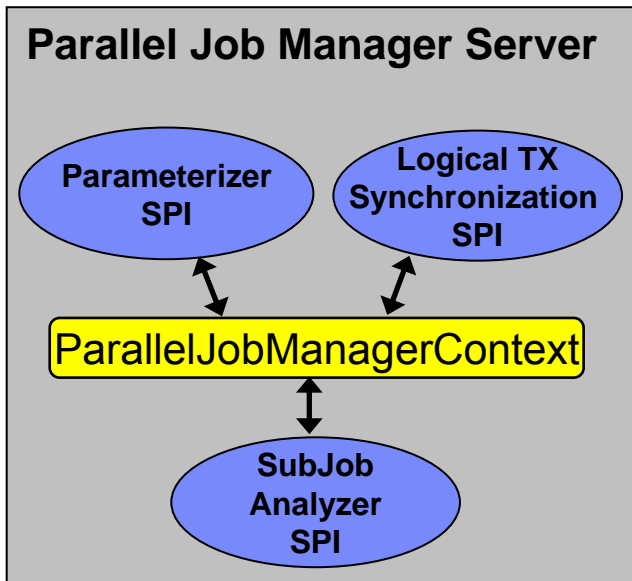 Parallel Job Manager Server
Parameterizer
SPI
Logical TX
Synchronization
SPI
ParallelJobManagerContext
SubJob
Analyzer
SPI